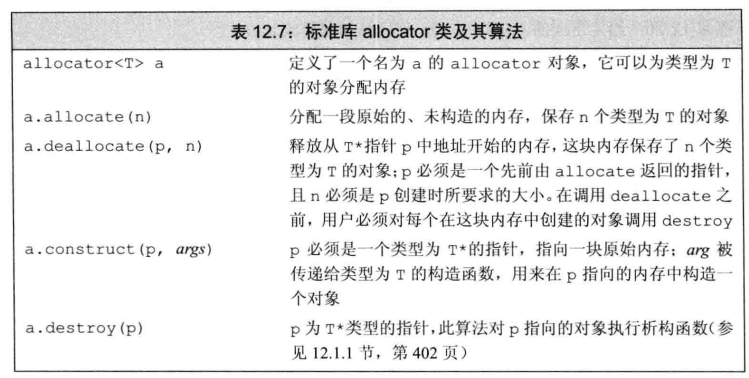 表 12.7：标准库 allocator 类及其算法
allocator<T> a 定义了一个名为 a 的 allocator 对象，它可以为类型为 T
的对象分配内存
a.allocate(n) 分配一段原始的、未构造的内存，保存 n 个类型为 T 的对象
a.deallocate(p, n) 释放从 T*指针 p 中地址开始的内存，这块内存保存了 n 个类
型为 T 的对象；p 必须是一个先前由 allocate 返回的指针，
且 n 必须是 p 创建时所要求的大小。在调用 deallocate 之
前，用户必须对每个在这块内存中创建的对象调用 destroy
a.construct(p, args) p 必须是一个类型为 T*的指针，指向一块原始内存；arg 被
传递给类型为 T 的构造函数，用来在 p 指向的内存中构造一
个对象
a.destroy(p) p 为 T*类型的指针，此算法对 p 指向的对象执行析构函数（参
见 12.1.1 节，第 402 页）